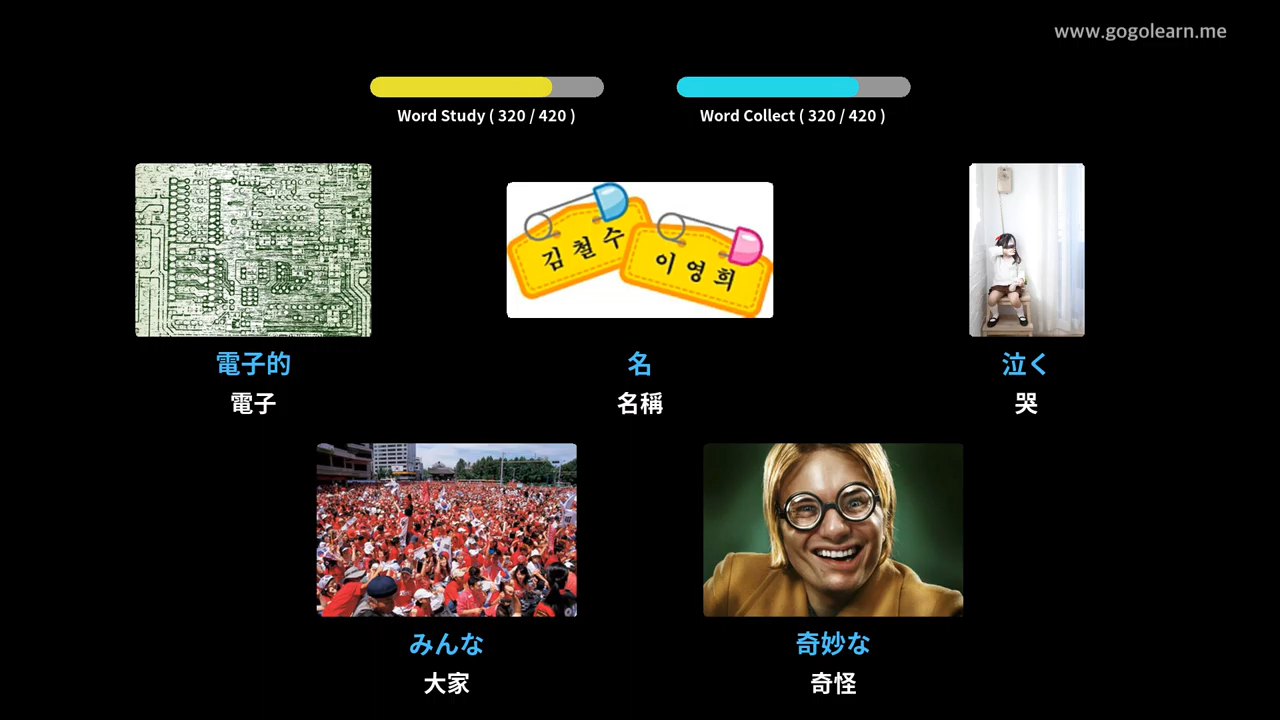 www.gogolearn.me
Word Study ( 320 / 420 )
Word Collect ( 320 / 420 )
김철수
이영희
電子的
電子
名
名稱
泣く
哭
みんな
大家
奇妙な
奇怪